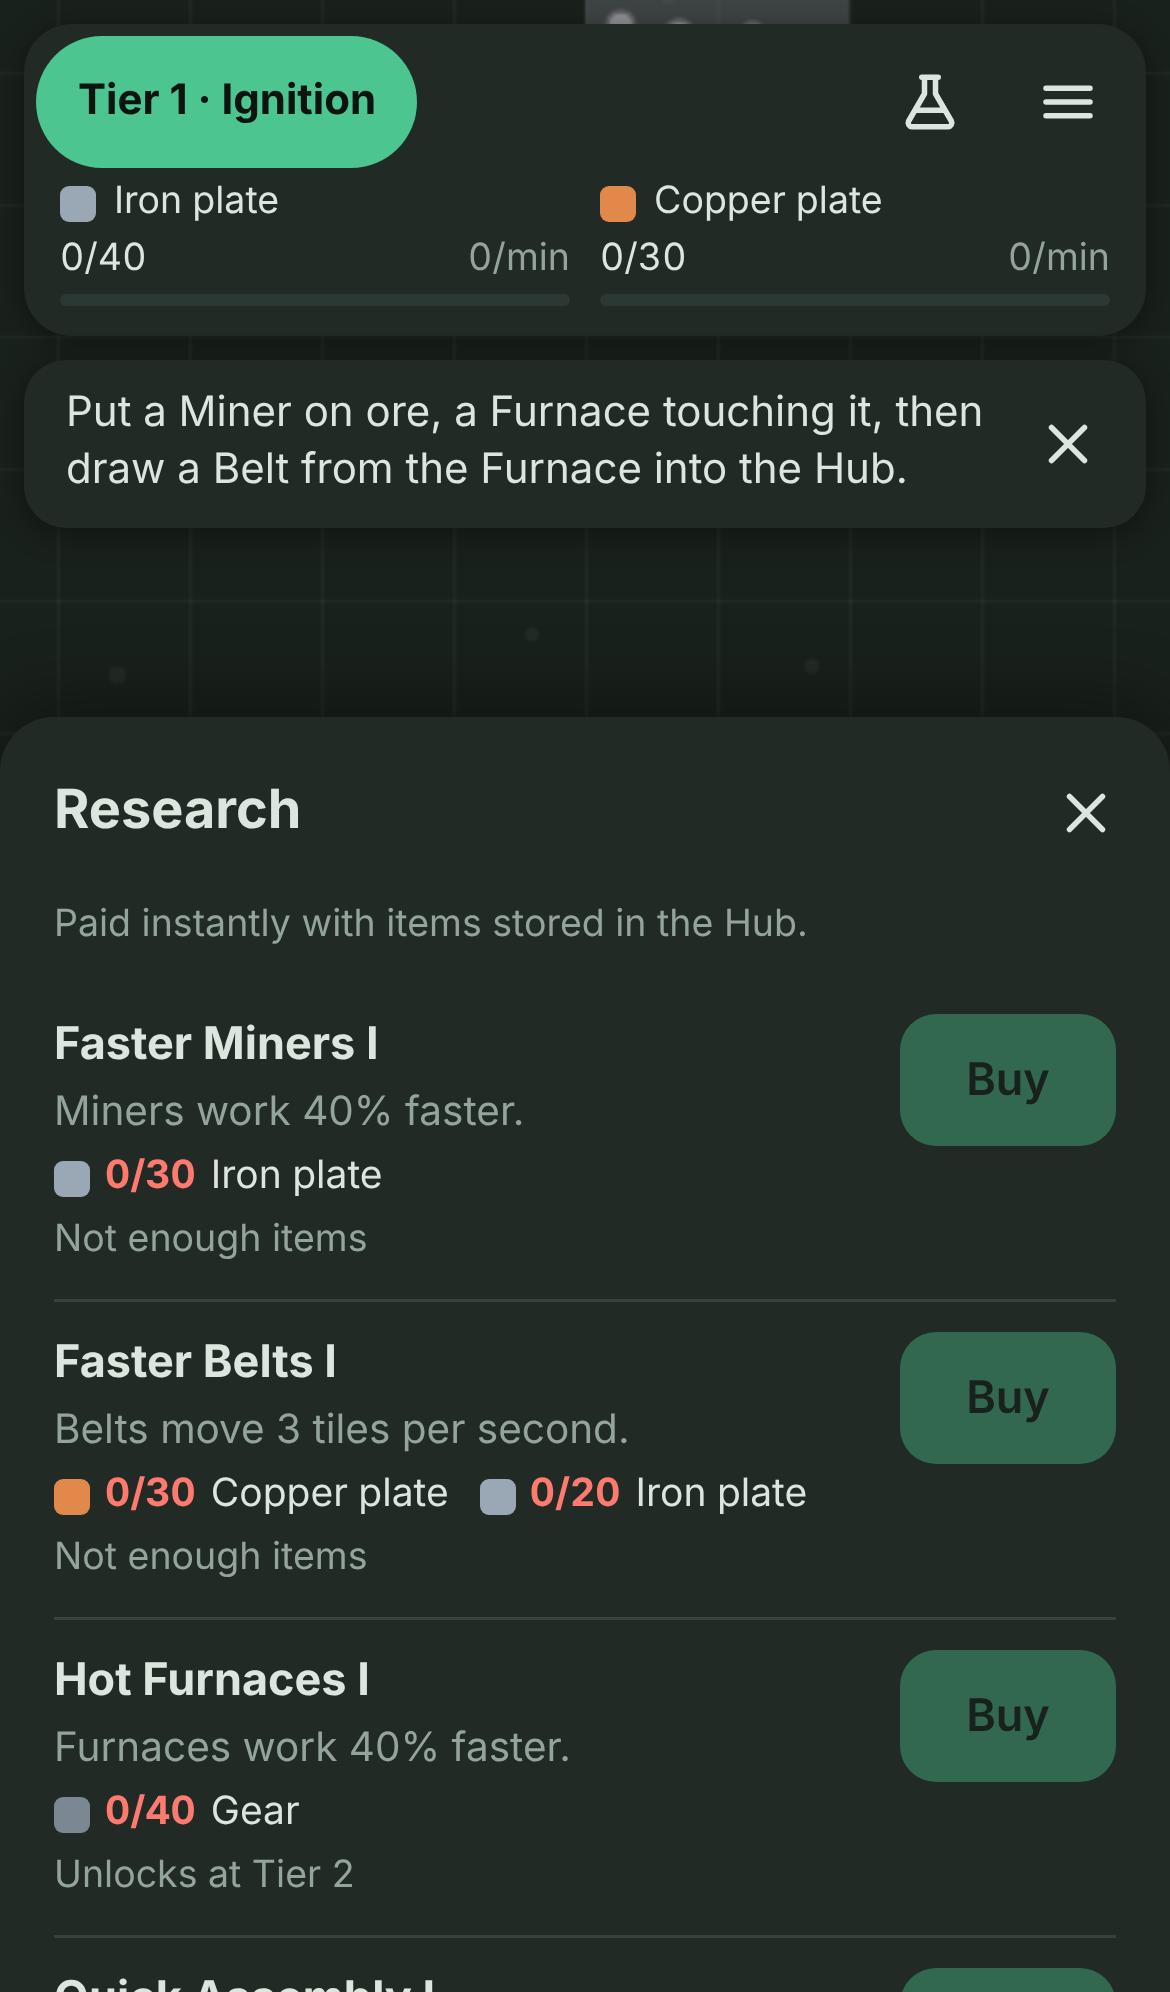 Tier 1 · Ignition
Iron plate
0/40 0/min
Copper plate
0/30 0/min
Put a Miner on ore, a Furnace touching it, then
draw a Belt from the Furnace into the Hub.
Research
Paid instantly with items stored in the Hub.
Faster Miners I
Buy
Miners work 40% faster.
0/30 Iron plate
Not enough items
Faster Belts I
Buy
Belts move 3 tiles per second.
0/30 Copper plate 0/20 Iron plate
Not enough items
Hot Furnaces I
Buy
Furnaces work 40% faster.
0/40 Gear
Unlocks at Tier 2
Quick Assembly I